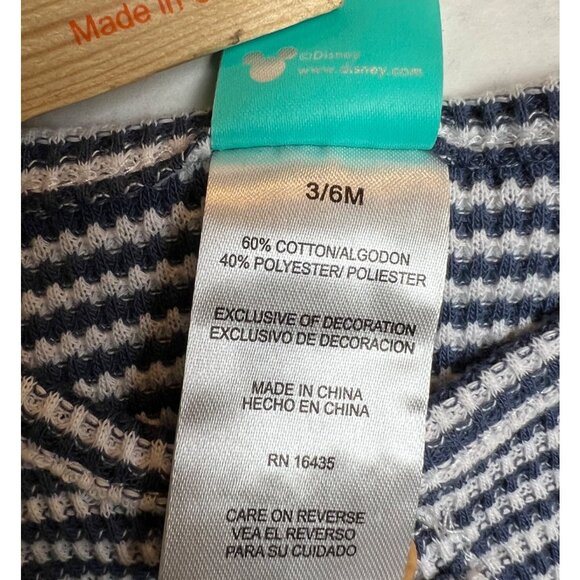 Made in
©Disney
www.disney.com
3/6M
60% COTTON/ALGODON
40% POLYESTER/ POLIESTER
EXCLUSIVE OF DECORATION
EXCLUSIVO DE DECORACION
MADE IN CHINA
HECHO EN CHINA
RN 16435
CARE ON REVERSE
VEA EL REVERSO
PARA SU CUIDADO